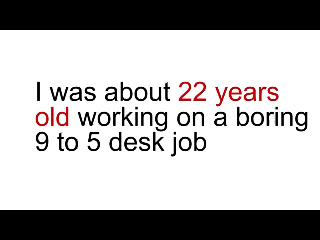 I was about 22 years
old working on a boring
9 to 5 desk job